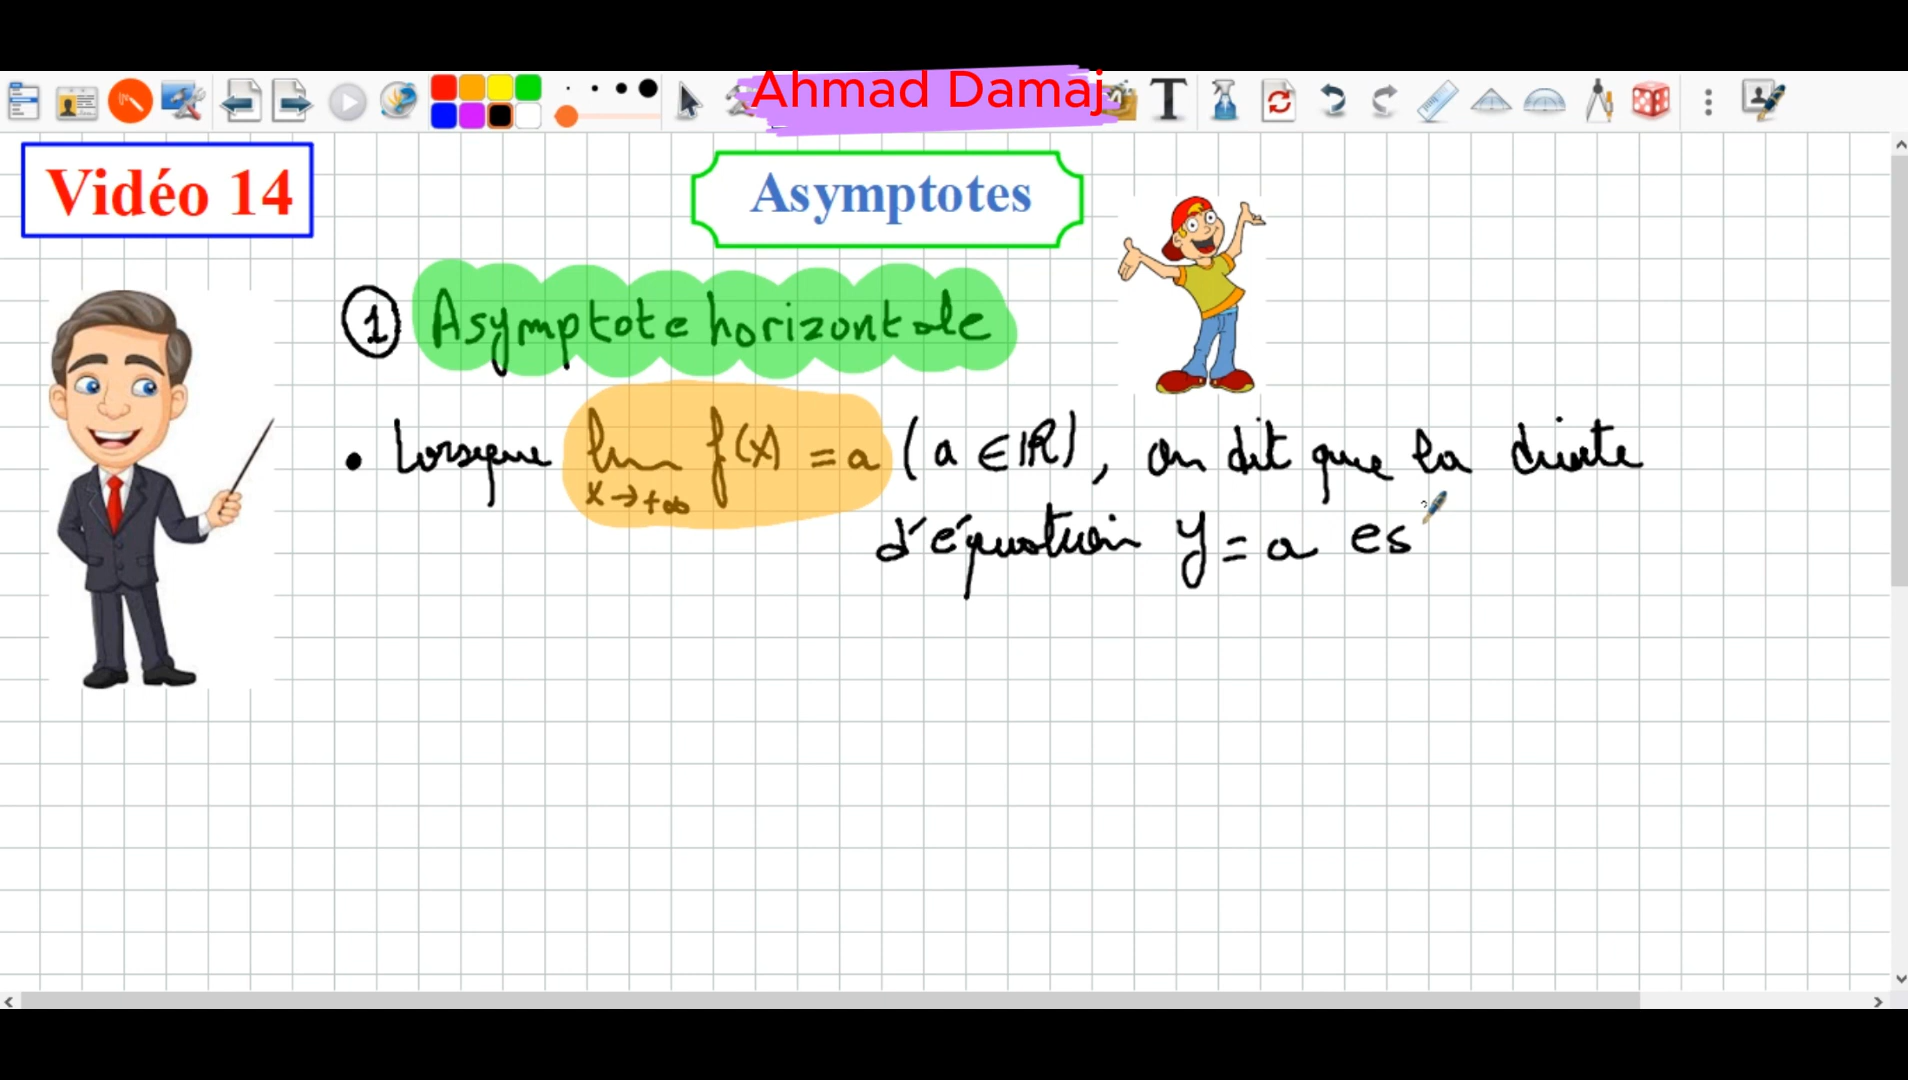 Ahmad Damaj
Vidéo 14
Asymptotes
① Asymptote horizontale
• Lorsque lim f(x) = a (a ∈ ℝ), on dit que la droite
x → +∞
d'équation y = a es